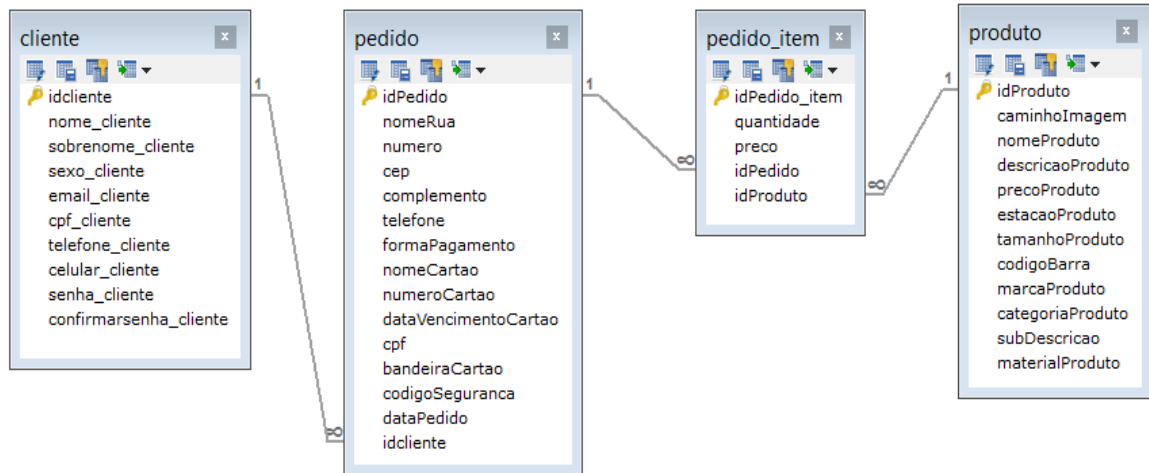 cliente
idcliente
nome_cliente
sobrenome_cliente
sexo_cliente
email_cliente
cpf_cliente
telefone_cliente
celular_cliente
senha_cliente
confirmarsenha_cliente
1
∞
pedido
idPedido
nomeRua
numero
cep
complemento
telefone
formaPagamento
nomeCartao
numeroCartao
dataVencimentoCartao
cpf
bandeiraCartao
codigoSeguranca
dataPedido
idcliente
1
∞
pedido_item
idPedido_item
quantidade
preco
idPedido
idProduto
∞
1
produto
idProduto
caminhoImagem
nomeProduto
descricaoProduto
precoProduto
estacaoProduto
tamanhoProduto
codigoBarra
marcaProduto
categoriaProduto
subDescricao
materialProduto